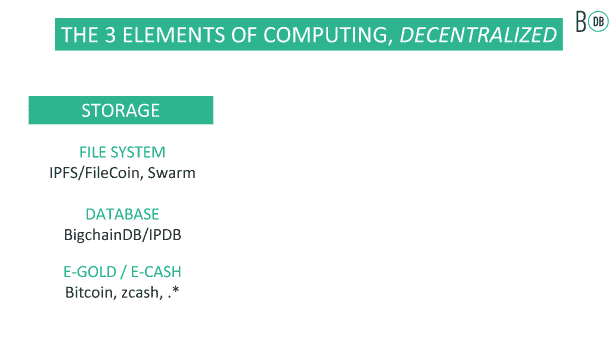 THE 3 ELEMENTS OF COMPUTING, DECENTRALIZED
B DB
STORAGE
FILE SYSTEM
IPFS/FileCoin, Swarm
DATABASE
BigchainDB/IPDB
E-GOLD / E-CASH
Bitcoin, zcash, .*